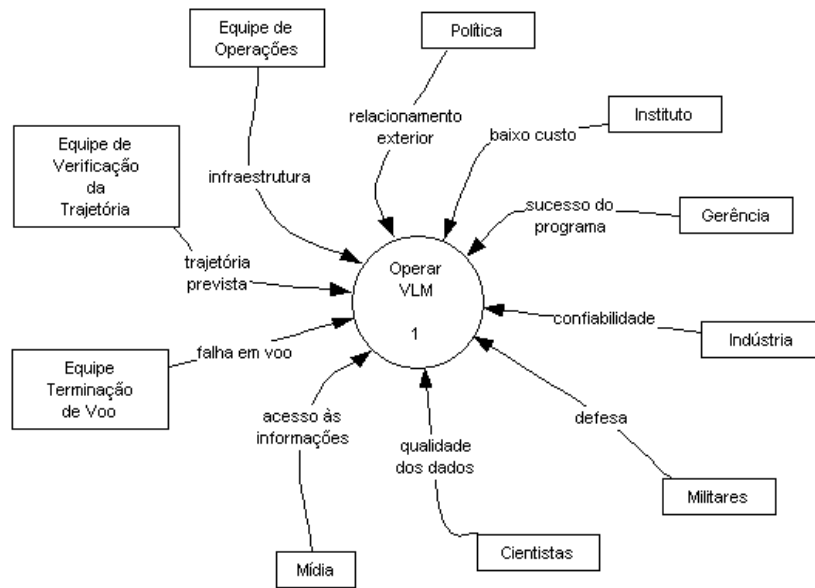 Equipe de
Operações
Política
Instituto
Gerência
Indústria
Militares
Cientistas
Mídia
Equipe
Terminação
de Voo
Equipe de
Verificação
da
Trajetória
infraestrutura
relacionamento
exterior
baixo custo
sucesso do
programa
confiabilidade
defesa
qualidade
dos dados
acesso às
informações
falha em voo
trajetória
prevista
Operar
VLM
1